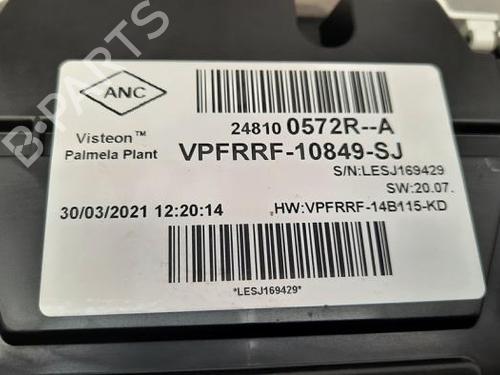 ANC
Visteon™
Palmela Plant
24810 0572R--A
VPFRRF-10849-SJ
S/N:LESJ169429
SW:20.07.
30/03/2021 12:20:14
HW:VPFRRF-14B115-KD
*LESJ169429*
B-PARTS